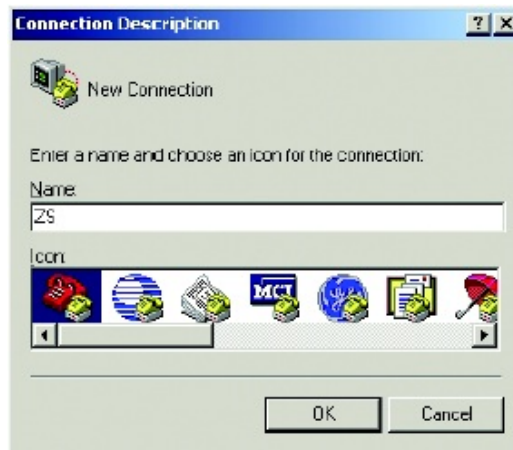 Connection Description
New Connection
Enter a name and choose an icon for the connection:
Name:
ZS
Icon:
MCI
OK
Cancel